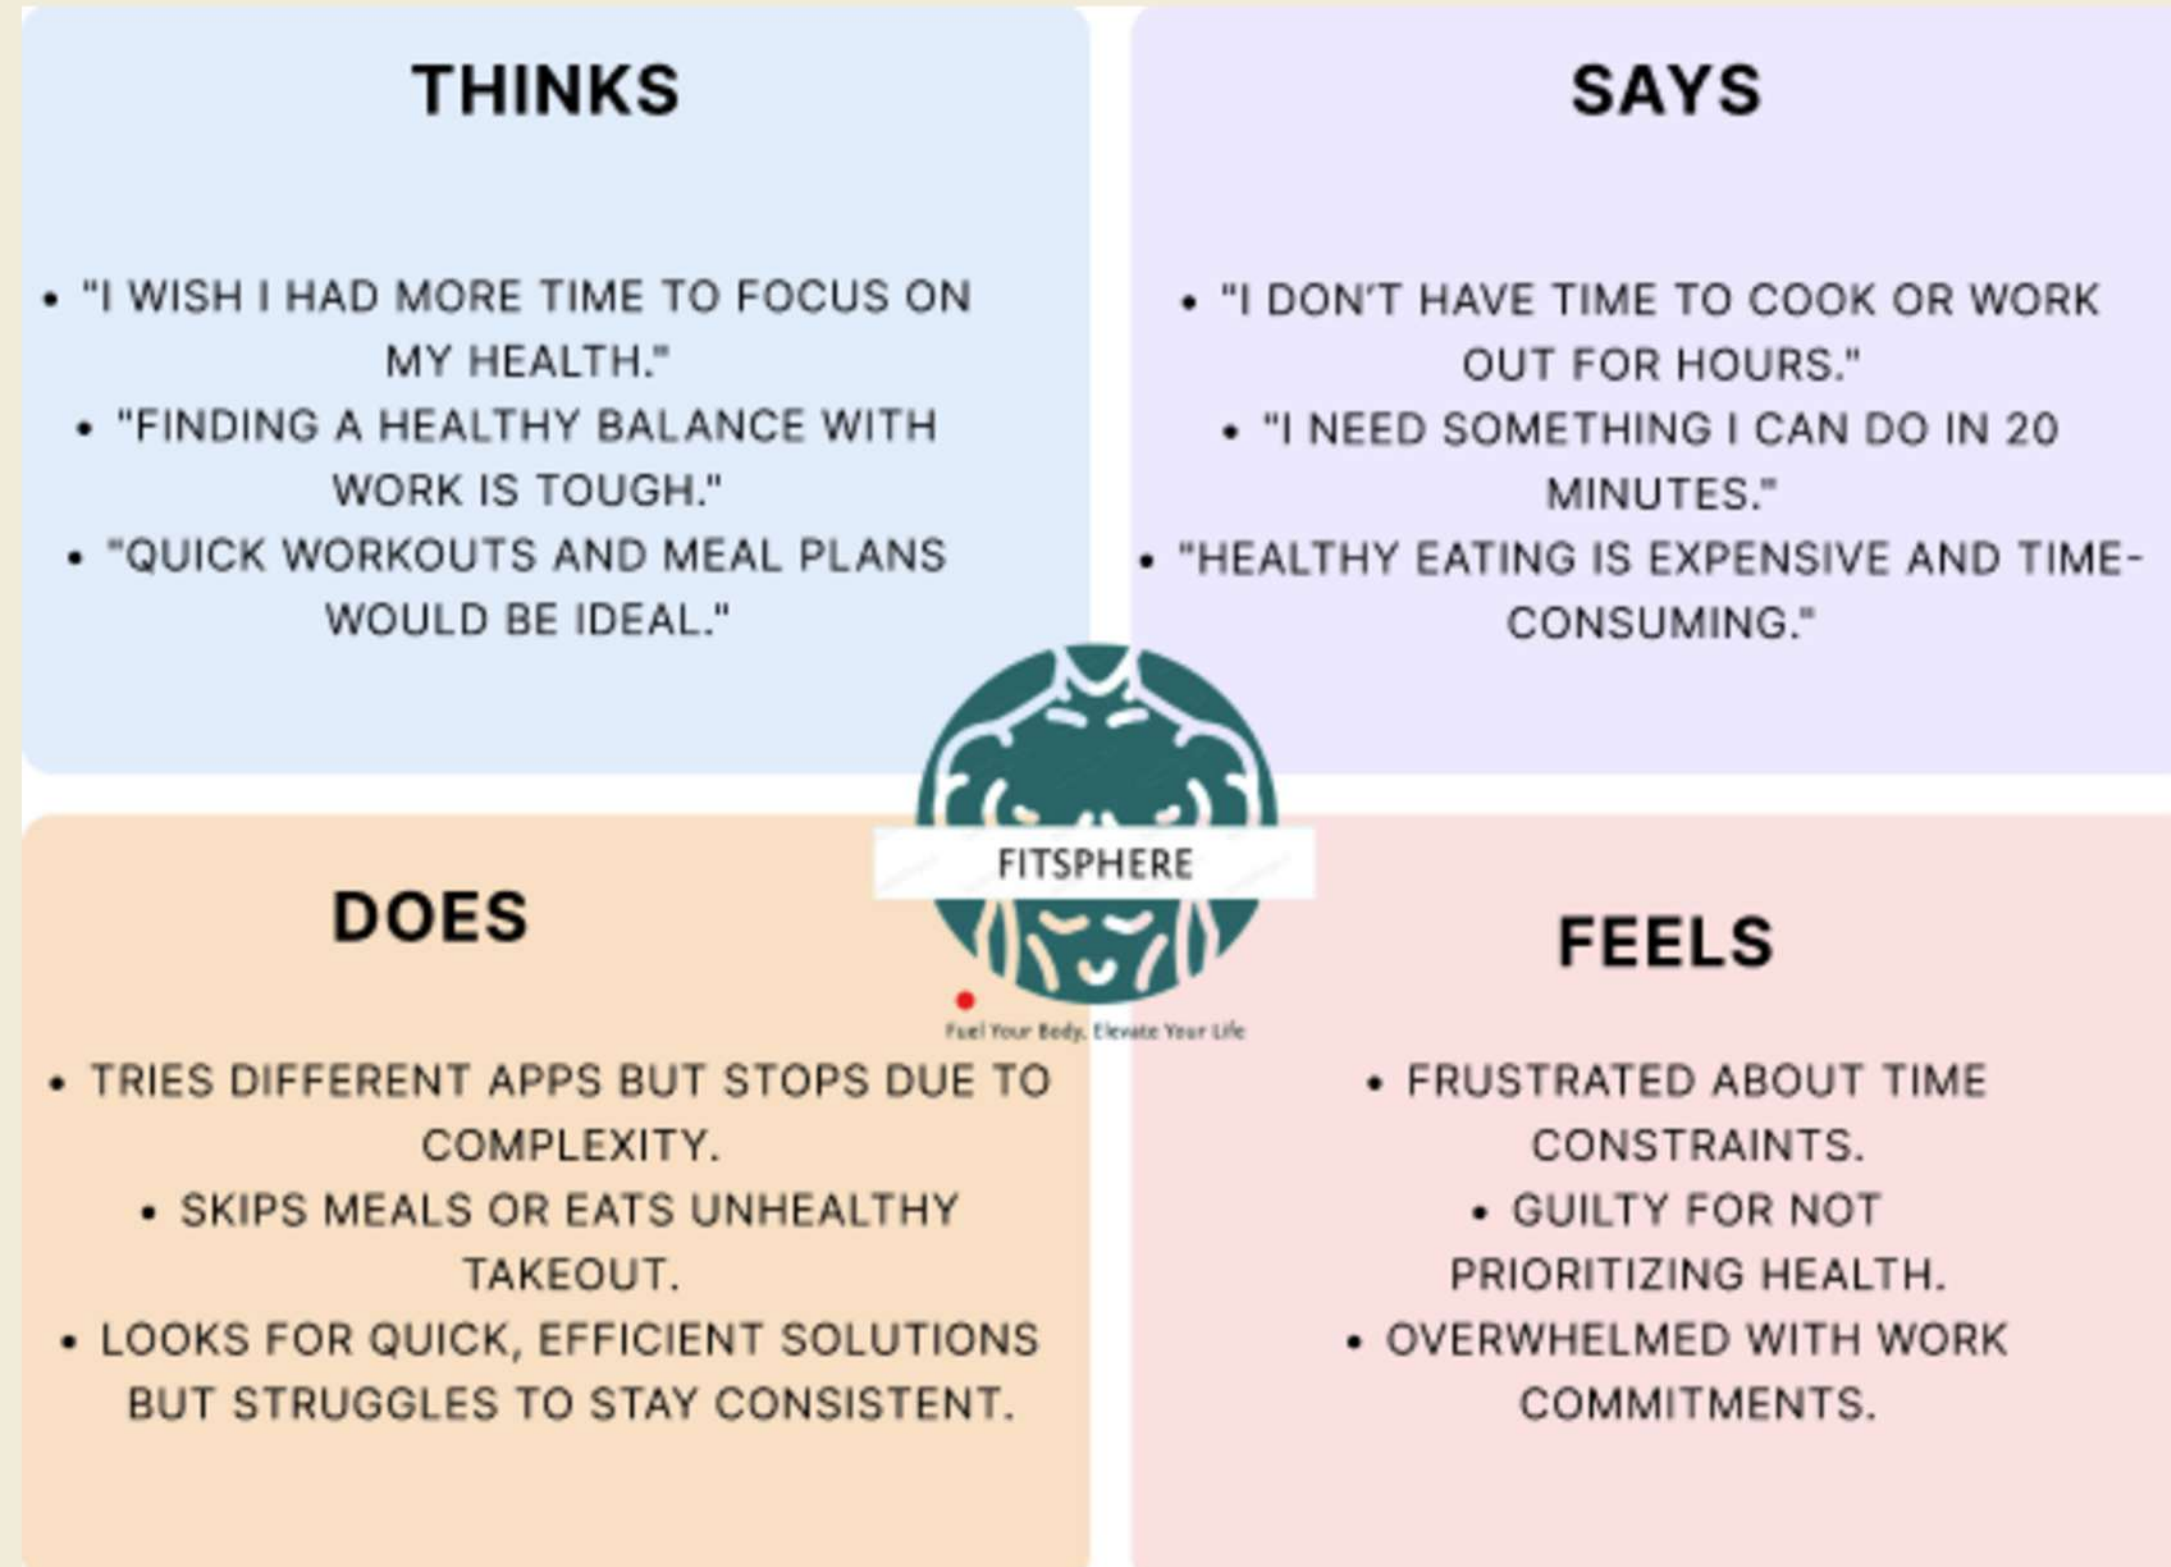 THINKS
• "I WISH I HAD MORE TIME TO FOCUS ON
MY HEALTH."
• "FINDING A HEALTHY BALANCE WITH
WORK IS TOUGH."
• "QUICK WORKOUTS AND MEAL PLANS
WOULD BE IDEAL."
SAYS
• "I DON’T HAVE TIME TO COOK OR WORK
OUT FOR HOURS."
• "I NEED SOMETHING I CAN DO IN 20
MINUTES."
• "HEALTHY EATING IS EXPENSIVE AND TIME-
CONSUMING."
FITSPHERE
Fuel Your Body, Elevate Your Life
DOES
• TRIES DIFFERENT APPS BUT STOPS DUE TO
COMPLEXITY.
• SKIPS MEALS OR EATS UNHEALTHY
TAKEOUT.
• LOOKS FOR QUICK, EFFICIENT SOLUTIONS
BUT STRUGGLES TO STAY CONSISTENT.
FEELS
• FRUSTRATED ABOUT TIME
CONSTRAINTS.
• GUILTY FOR NOT
PRIORITIZING HEALTH.
• OVERWHELMED WITH WORK
COMMITMENTS.